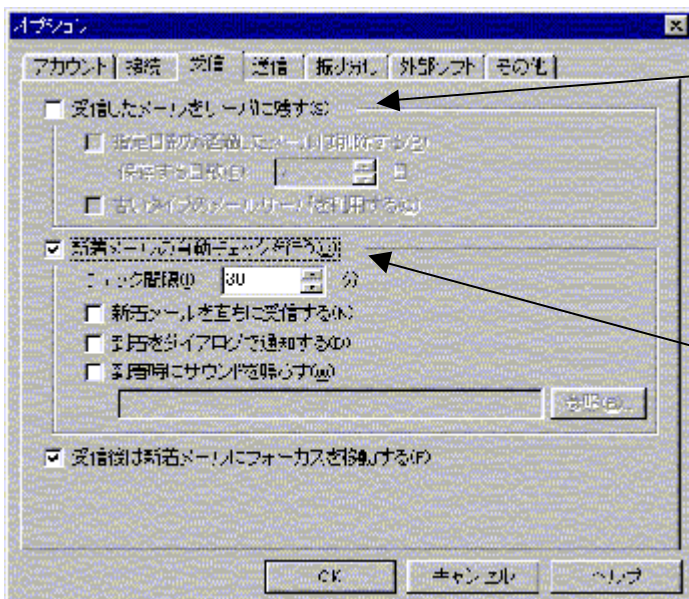 オプション
アカウント 接続 受信 送信 振り分け 外部ソフト その他
受信したメールをサーバに残す(S)
指定日数が経過したメールは削除する(P)
保存する日数(E) 7 日
古いタイプのメールサーバを利用する(G)
新着メールの自動チェックを行う(U)
チェック間隔(I) 30 分
新着メールを直ちに受信する(N)
到着をダイアログで通知する(D)
到着時にサウンドを鳴らす(W)
参照(B)...
受信後は新着メールにフォーカスを移動する(F)
OK キャンセル ヘルプ